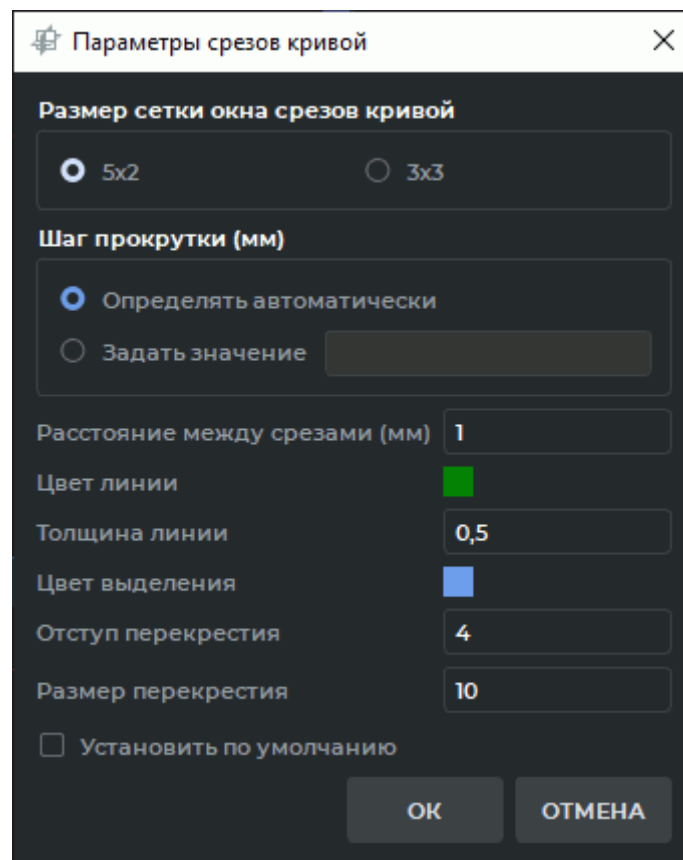 Параметры срезов кривой
Размер сетки окна срезов кривой
5x2 3x3
Шаг прокрутки (мм)
Определять автоматически
Задать значение
Расстояние между срезами (мм) 1
Цвет линии
Толщина линии 0,5
Цвет выделения
Отступ перекрестия 4
Размер перекрестия 10
Установить по умолчанию
ОК ОТМЕНА